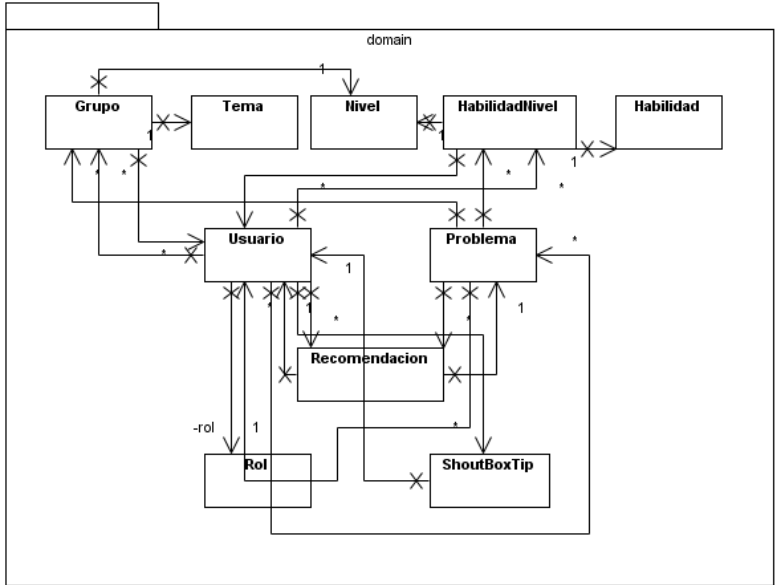 domain
1
Grupo
Tema
Nivel
HabilidadNivel
Habilidad
1
1
1
*
*
*
*
*
Usuario
Problema
*
*
1
*
1
*
*
1
Recomendacion
-rol
1
*
Rol
ShoutBoxTip